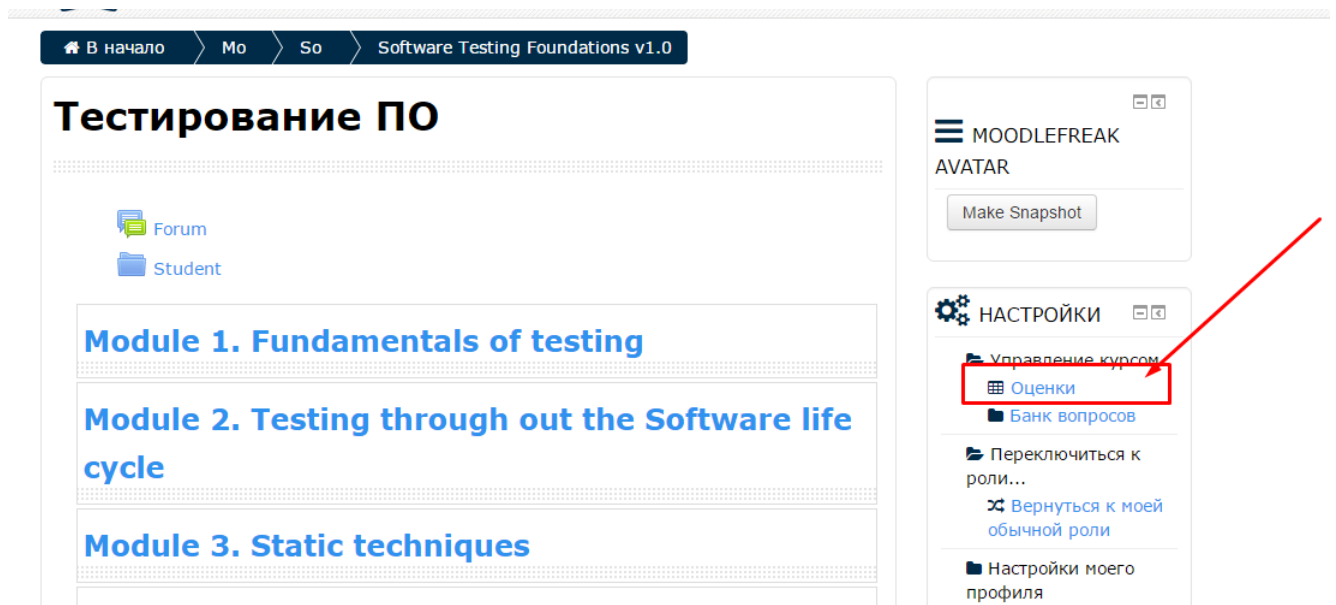 В начало Mo So Software Testing Foundations v1.0
Тестирование ПО
Forum
Student
Module 1. Fundamentals of testing
Module 2. Testing through out the Software life
cycle
Module 3. Static techniques
MOODLEFREAK
AVATAR
Make Snapshot
НАСТРОЙКИ
Управление курсом
Оценки
Банк вопросов
Переключиться к
роли...
Вернуться к моей
обычной роли
Настройки моего
профиля